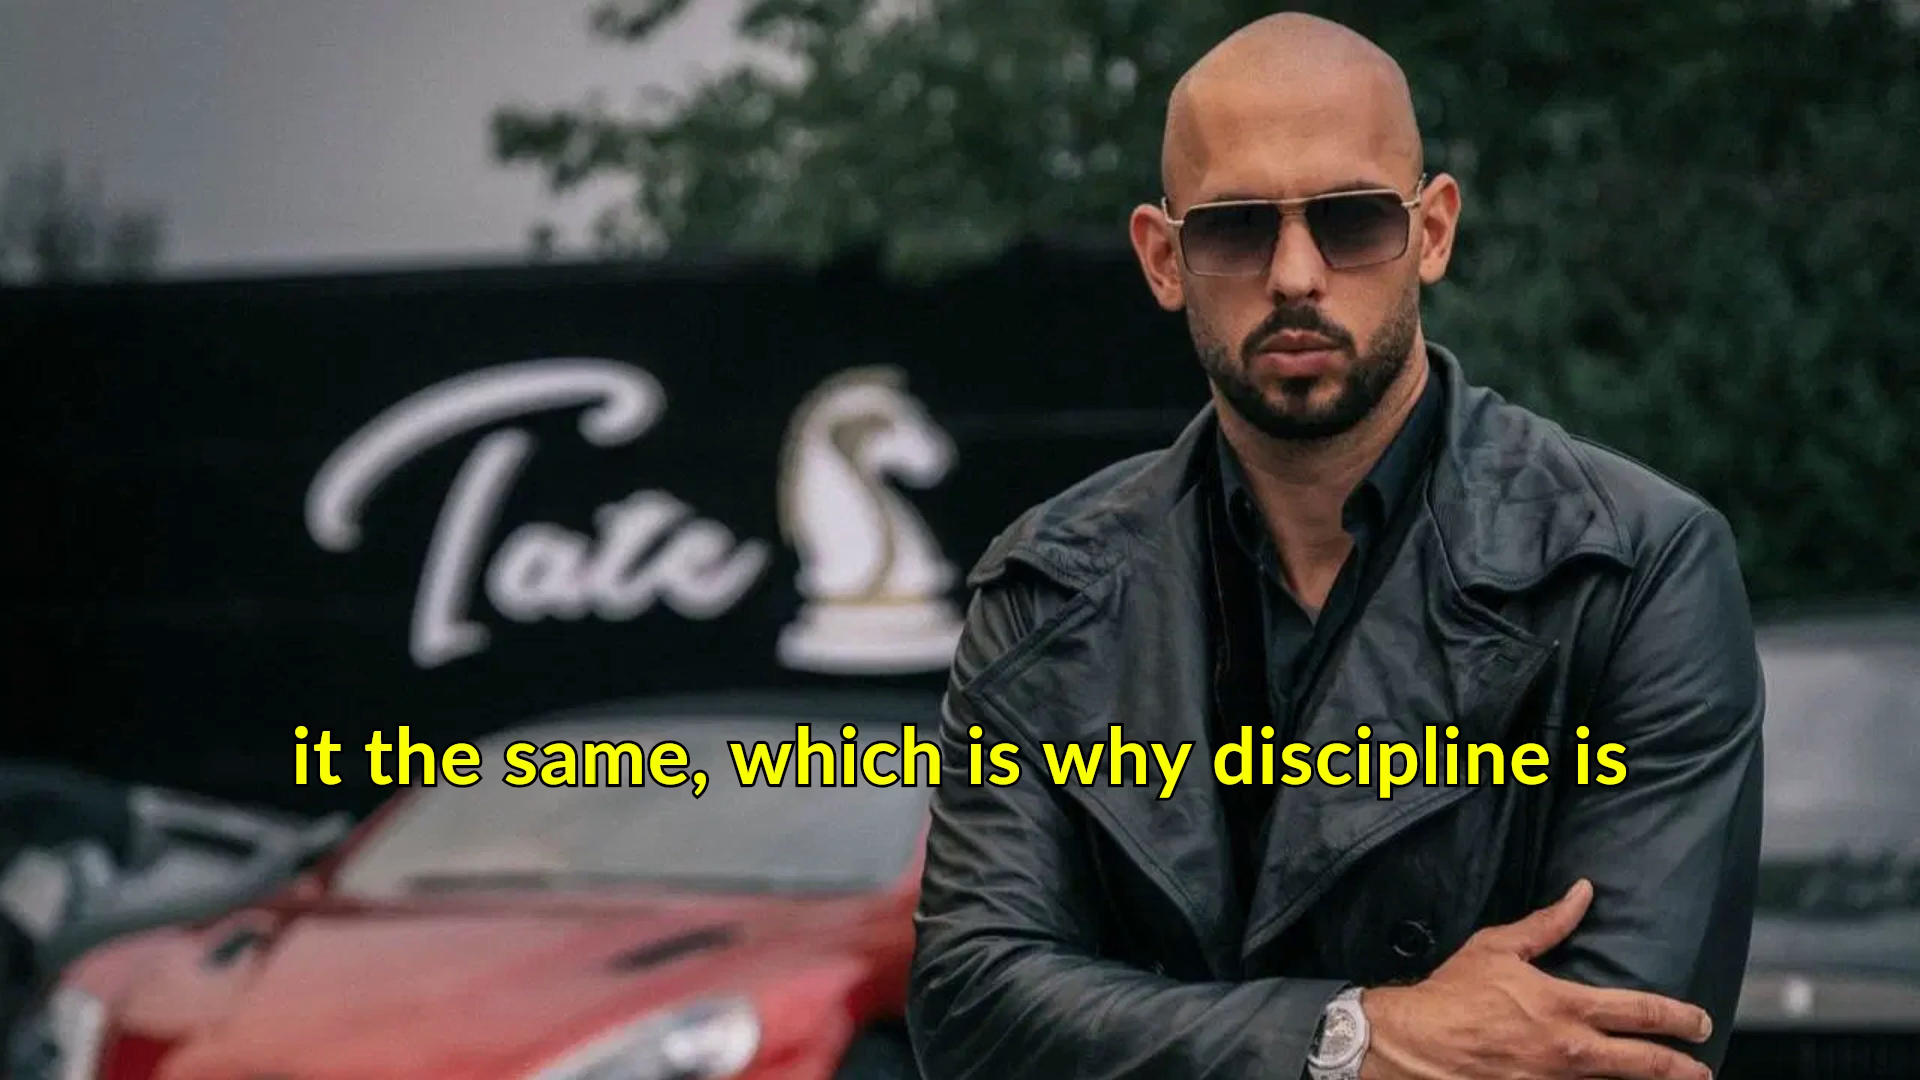 Tate
it the same, which is why discipline is